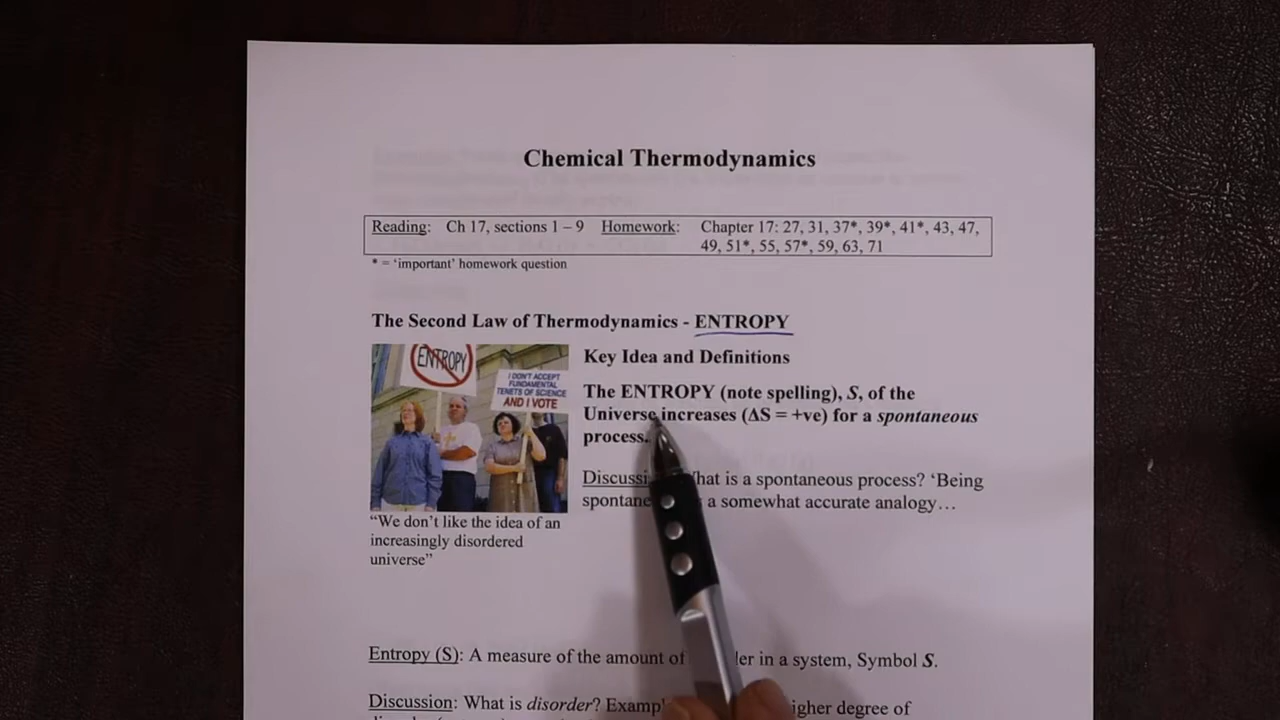 Chemical Thermodynamics
Reading: Ch 17, sections 1 – 9 Homework: Chapter 17: 27, 31, 37*, 39*, 41*, 43, 47,
49, 51*, 55, 57*, 59, 63, 71
* = ‘important’ homework question
The Second Law of Thermodynamics - ENTROPY
ENTROPY
I DON'T ACCEPT
FUNDAMENTAL
TENETS OF SCIENCE
AND I VOTE
“We don’t like the idea of an
increasingly disordered
universe”
Key Idea and Definitions
The ENTROPY (note spelling), S, of the
Universe increases (ΔS = +ve) for a spontaneous
process.
Discussi What is a spontaneous process? ‘Being
spontane a somewhat accurate analogy…
Entropy (S): A measure of the amount of der in a system, Symbol S.
Discussion: What is disorder? Exampl igher degree of